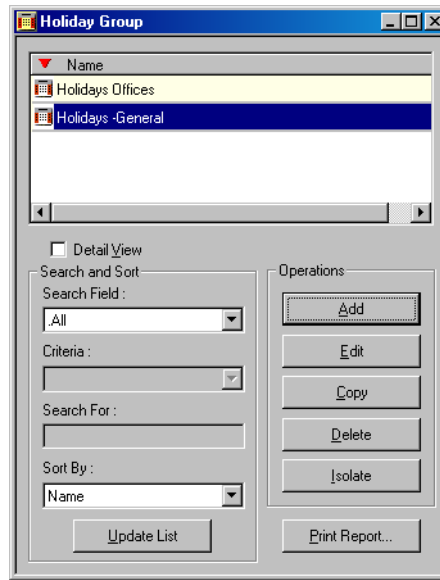 Holiday Group
Name
Holidays Offices
Holidays -General
Detail View
Search and Sort
Search Field :
.All
Criteria :
Search For :
Sort By :
Name
Update List
Operations
Add
Edit
Copy
Delete
Isolate
Print Report...